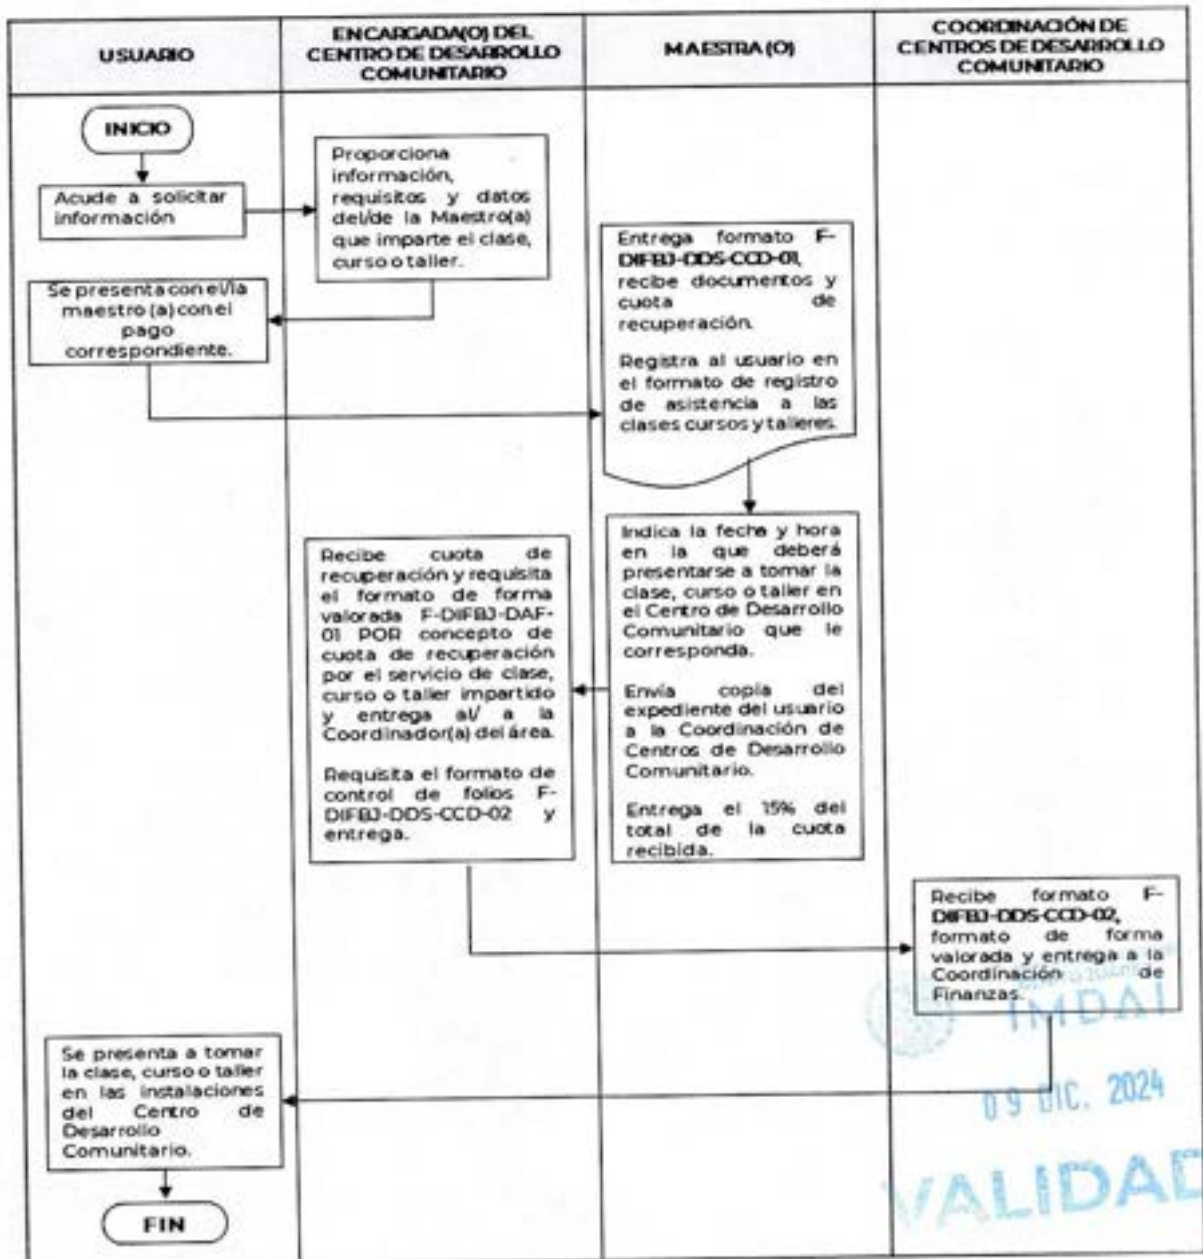 USUARIO
ENCARGADA(O) DEL
CENTRO DE DESARROLLO
COMUNITARIO
MAESTRA (O)
COORDINACIÓN DE
CENTROS DE DESARROLLO
COMUNITARIO
INICIO
Acude a solicitar
información
Proporciona
información,
requisitos y datos
del/de la Maestro(a)
que imparte el clase,
curso o taller.
Se presenta con el/la
maestro (a) con el
pago
correspondiente.
Entrega formato F-
DIFBJ-DDS-CCD-01,
recibe documentos y
cuota de
recuperación.
Registra al usuario en
el formato de registro
de asistencia a las
clases cursos y talleres.
Indica la fecha y hora
en la que deberá
presentarse a tomar la
clase, curso o taller en
el Centro de Desarrollo
Comunitario que le
corresponda.
Envía copia del
expediente del usuario
a la Coordinación de
Centros de Desarrollo
Comunitario.
Entrega el 15% del
total de la cuota
recibida.
Recibe cuota de
recuperación y requisita
el formato de forma
valorada F-DIFBJ-DAF-
01 POR concepto de
cuota de recuperación
por el servicio de clase,
curso o taller impartido
y entrega al/ a la
Coordinador(a) del área.
Requisita el formato de
control de folios F-
DIFBJ-DDS-CCD-02 y
entrega.
Recibe formato F-
DIFBJ-DDS-CCD-02,
formato de forma
valorada y entrega a la
Coordinación de
Finanzas.
IMDAI
09 DIC. 2024
VALIDAD
Se presenta a tomar
la clase, curso o taller
en las instalaciones
del Centro de
Desarrollo
Comunitario.
FIN